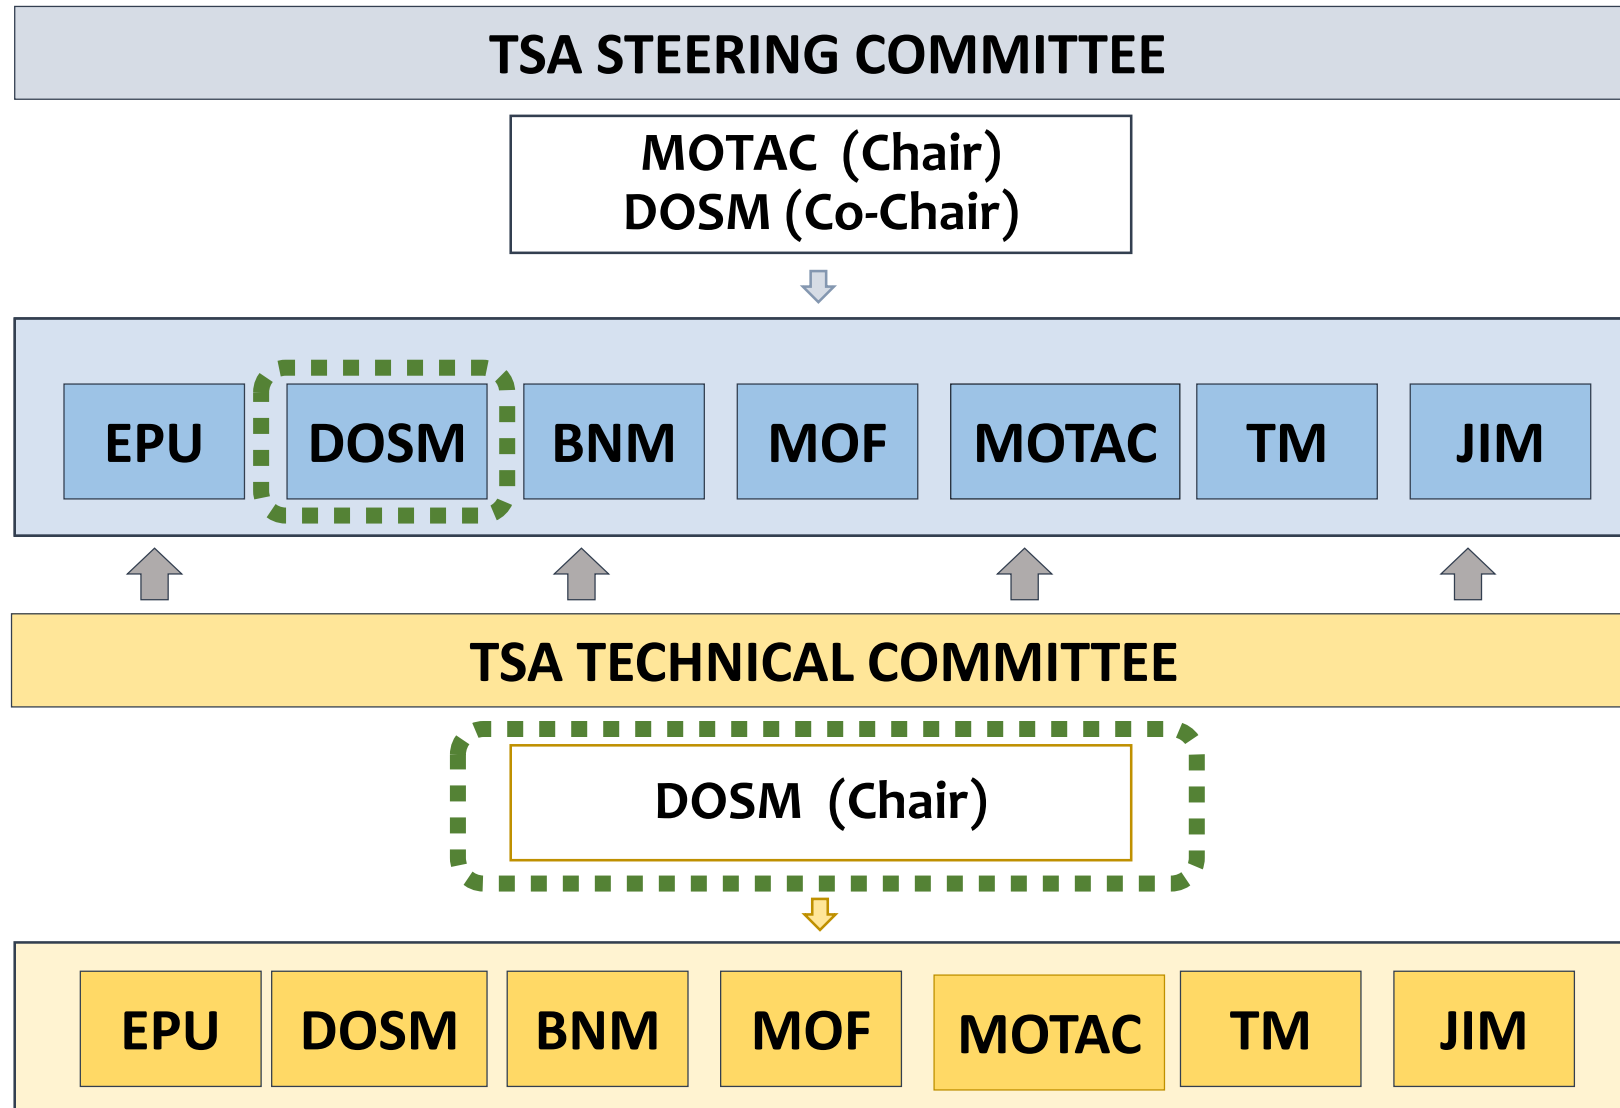 TSA STEERING COMMITTEE
MOTAC (Chair)
DOSM (Co-Chair)
EPU DOSM BNM MOF MOTAC TM JIM
TSA TECHNICAL COMMITTEE
DOSM (Chair)
EPU DOSM BNM MOF MOTAC TM JIM